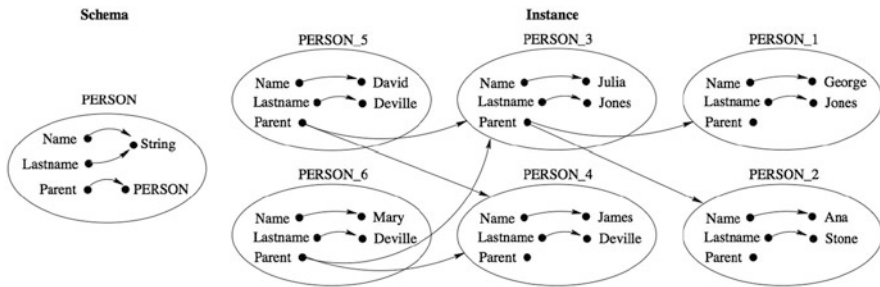 Schema
Instance
PERSON
Name
String
Lastname
Parent
PERSON
PERSON_5
Name
David
Lastname
Deville
Parent
PERSON_3
Name
Julia
Lastname
Jones
Parent
PERSON_1
Name
George
Lastname
Jones
Parent
PERSON_6
Name
Mary
Lastname
Deville
Parent
PERSON_4
Name
James
Lastname
Deville
Parent
PERSON_2
Name
Ana
Lastname
Stone
Parent